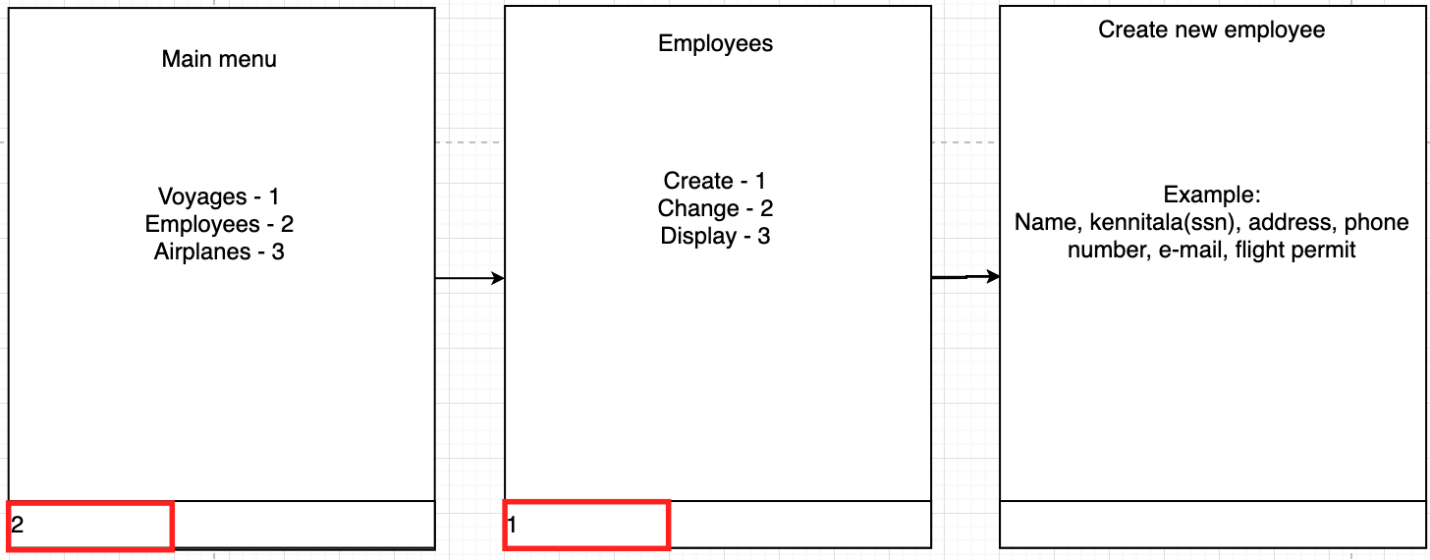 Main menu
Voyages - 1
Employees - 2
Airplanes - 3
2
Employees
Create - 1
Change - 2
Display - 3
1
Create new employee
Example:
Name, kennitala(ssn), address, phone
number, e-mail, flight permit